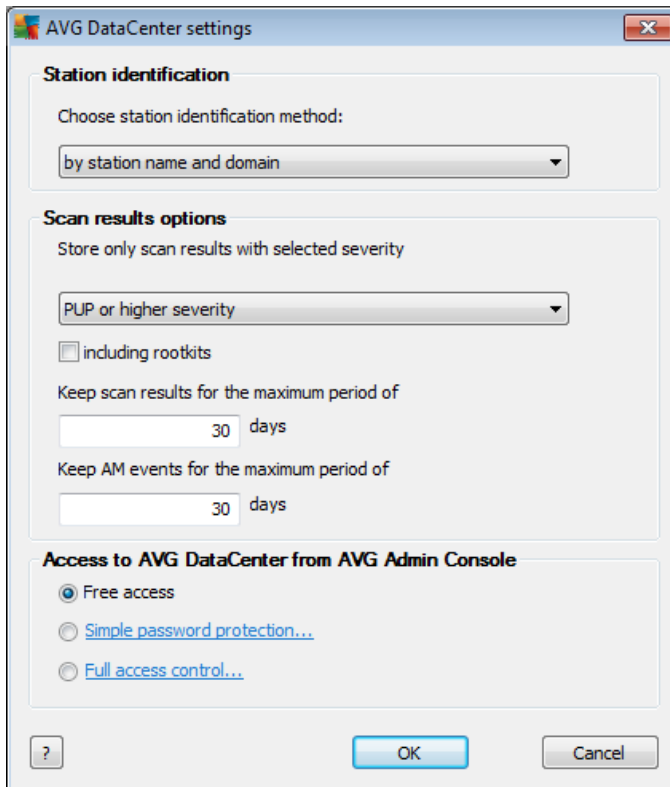 AVG DataCenter settings
Station identification
Choose station identification method:
by station name and domain
Scan results options
Store only scan results with selected severity
PUP or higher severity
including rootkits
Keep scan results for the maximum period of
30 days
Keep AM events for the maximum period of
30 days
Access to AVG DataCenter from AVG Admin Console
Free access
Simple password protection...
Full access control...
? OK Cancel